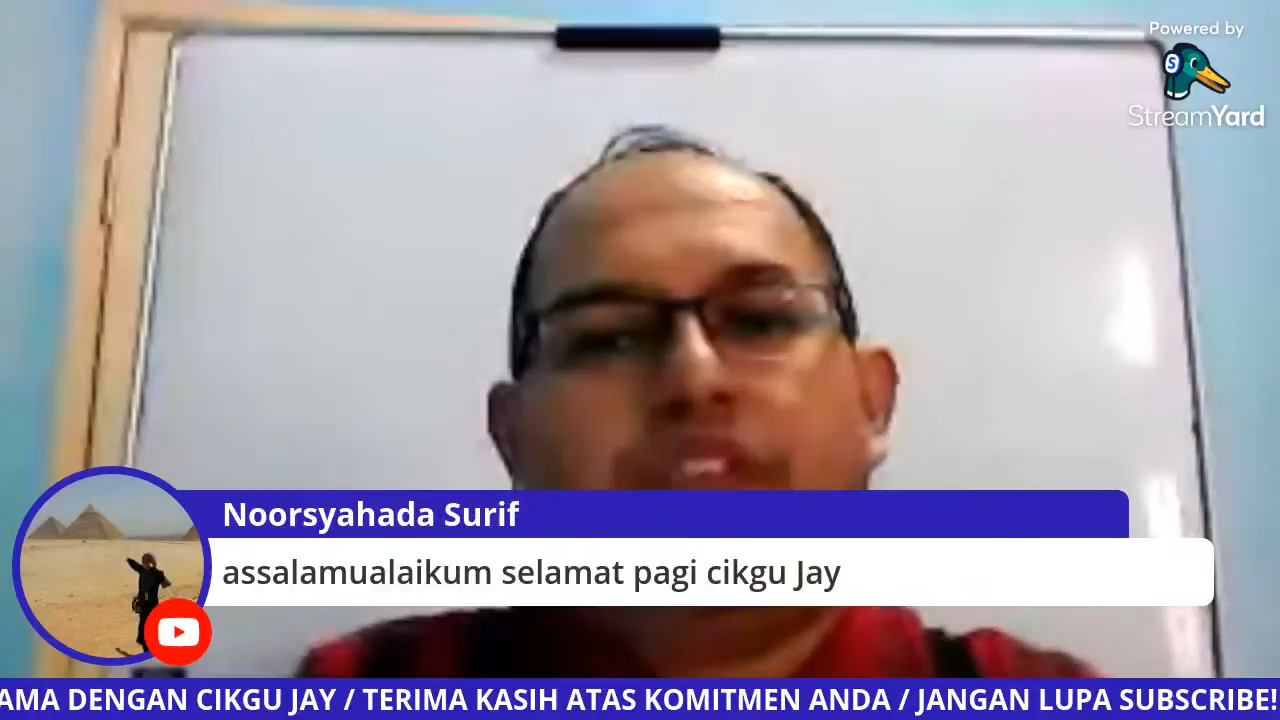 Powered by
StreamYard
Noorsyahada Surif
assalamualaikum selamat pagi cikgu Jay
AMA DENGAN CIKGU JAY / TERIMA KASIH ATAS KOMITMEN ANDA / JANGAN LUPA SUBSCRIBE!